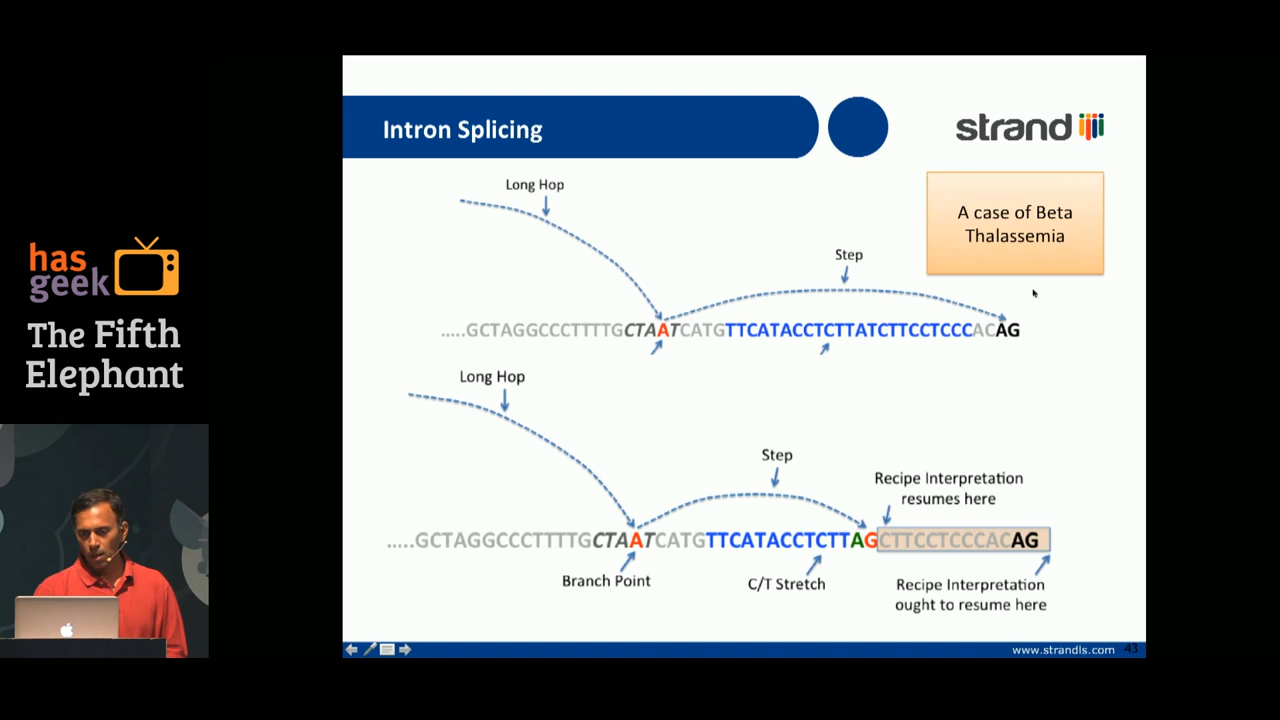 has
geek
The Fifth
Elephant
Intron Splicing
strand
A case of Beta
Thalassemia
Long Hop
Step
.....GCTAGGCCCTTTTGCTAATCATGTTCATACCTCTTATCTTCCTCCCACAG
Long Hop
Step
Recipe Interpretation
resumes here
.....GCTAGGCCCTTTTGCTAATCATGTTCATACCTCTTAGCTTCCTCCCACAG
Branch Point
C/T Stretch
Recipe Interpretation
ought to resume here
www.strandls.com 43